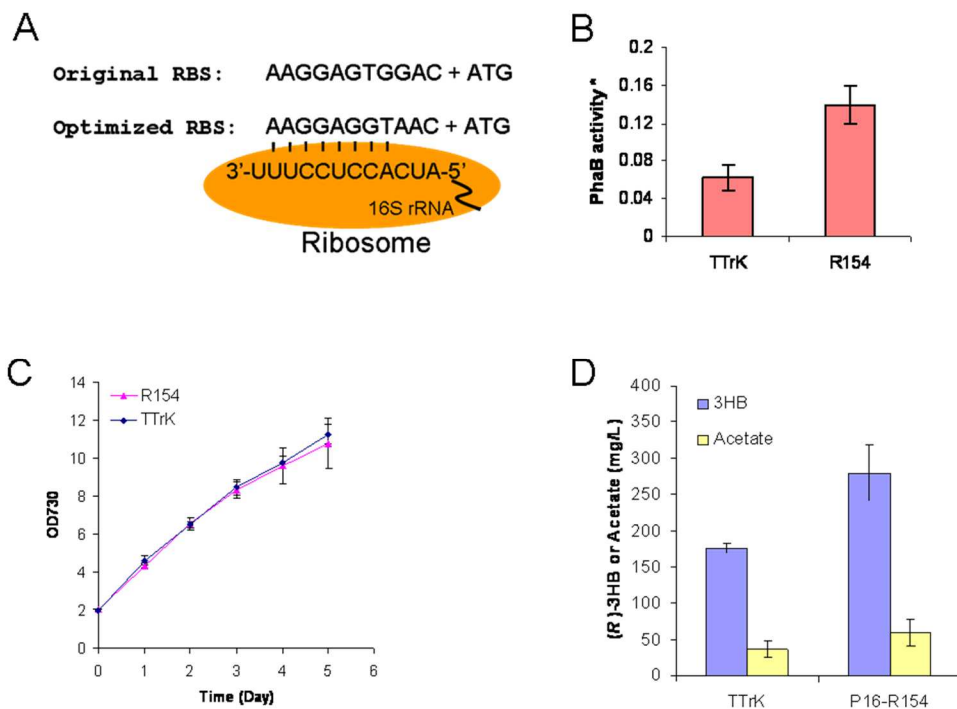 A
Original RBS: AAGGAGTGGAC + ATG
Optimized RBS: AAGGAGGTAAC + ATG
3'-UUUCCUCCACUA-5'
16S rRNA
Ribosome
B
PhaB activity *
0.2
0.16
0.12
0.08
0.04
0
TTrK R154
C
OD730
14
12
10
8
6
4
2
0
R154
TTrK
0 1 2 3 4 5 6
Time (Day)
D
(R)-3HB or Acetate (mg/L)
400
350
300
250
200
150
100
50
0
3HB
Acetate
TTrK P16-R154